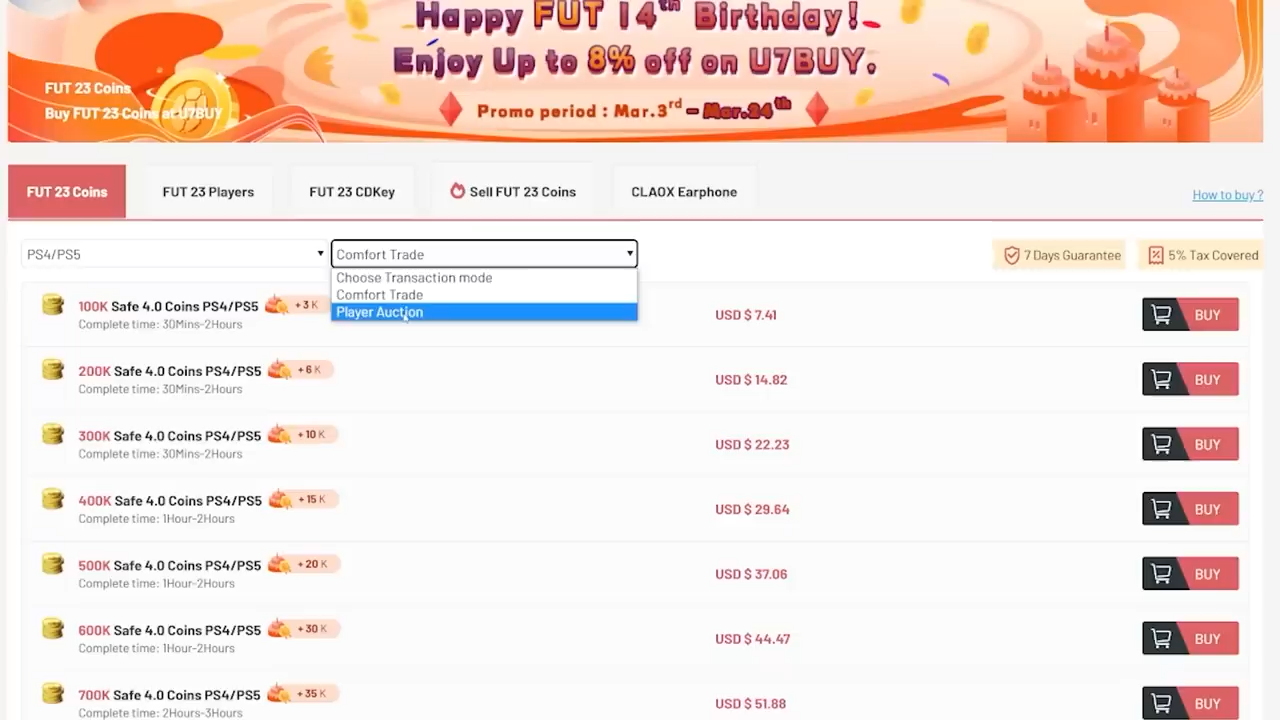 Happy FUT 14th Birthday!
Enjoy Up to 8% off on U7BUY.
Promo period : Mar.3rd – Mar.24th
FUT 23 Coins
Buy FUT 23 Coins at U7BUY
FUT 23 Coins
FUT 23 Players
FUT 23 CDKey
Sell FUT 23 Coins
CLAOX Earphone
How to buy ?
PS4/PS5
Comfort Trade
7 Days Guarantee
5% Tax Covered
Choose Transaction mode
Comfort Trade
Player Auction
100K Safe 4.0 Coins PS4/PS5 +3 K
Complete time: 30Mins-2Hours
USD $ 7.41
BUY
200K Safe 4.0 Coins PS4/PS5 +6 K
Complete time: 30Mins-2Hours
USD $ 14.82
BUY
300K Safe 4.0 Coins PS4/PS5 +10 K
Complete time: 30Mins-2Hours
USD $ 22.23
BUY
400K Safe 4.0 Coins PS4/PS5 +15 K
Complete time: 1Hour-2Hours
USD $ 29.64
BUY
500K Safe 4.0 Coins PS4/PS5 +20 K
Complete time: 1Hour-2Hours
USD $ 37.06
BUY
600K Safe 4.0 Coins PS4/PS5 +30 K
Complete time: 1Hour-2Hours
USD $ 44.47
BUY
700K Safe 4.0 Coins PS4/PS5 +35 K
Complete time: 2Hours-3Hours
USD $ 51.88
BUY